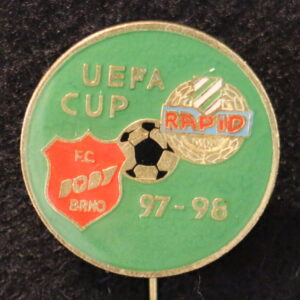 UEFA
CUP
RAPID
F.C.
BOBY
BRNO
97-98